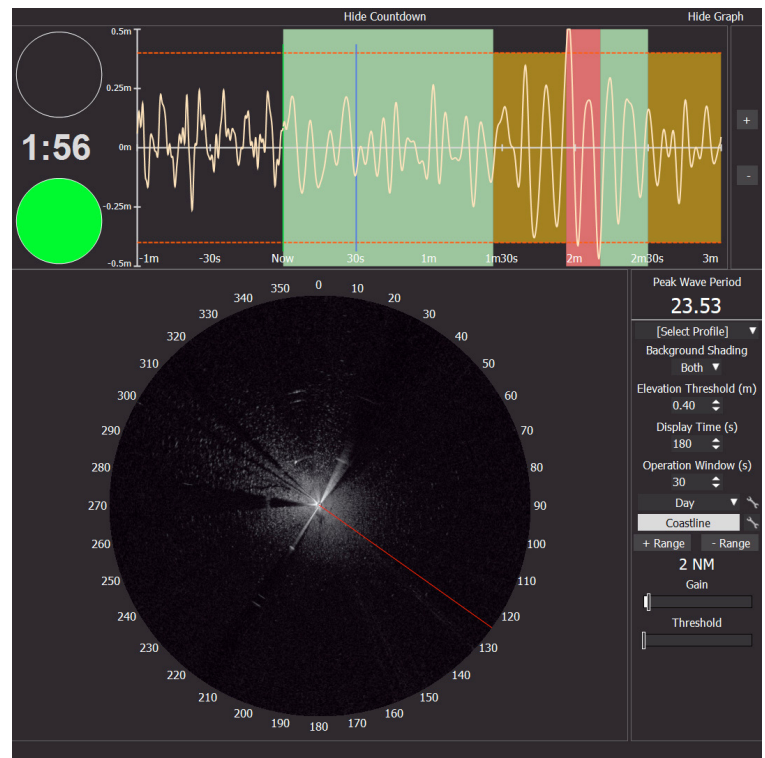 Hide Countdown
Hide Graph
0.5m
0.25m
0m
-0.25m
-0.5m
1:56
-1m
-30s
Now
30s
1m
1m30s
2m
2m30s
3m
+
-
0
10
20
30
40
50
60
70
80
90
100
110
120
130
140
150
160
170
180
190
200
210
220
230
240
250
260
270
280
290
300
310
320
330
340
350
Peak Wave Period
23.53
[Select Profile]
Background Shading
Both
Elevation Threshold (m)
0.40
Display Time (s)
180
Operation Window (s)
30
Day
Coastline
+ Range
- Range
2 NM
Gain
Threshold